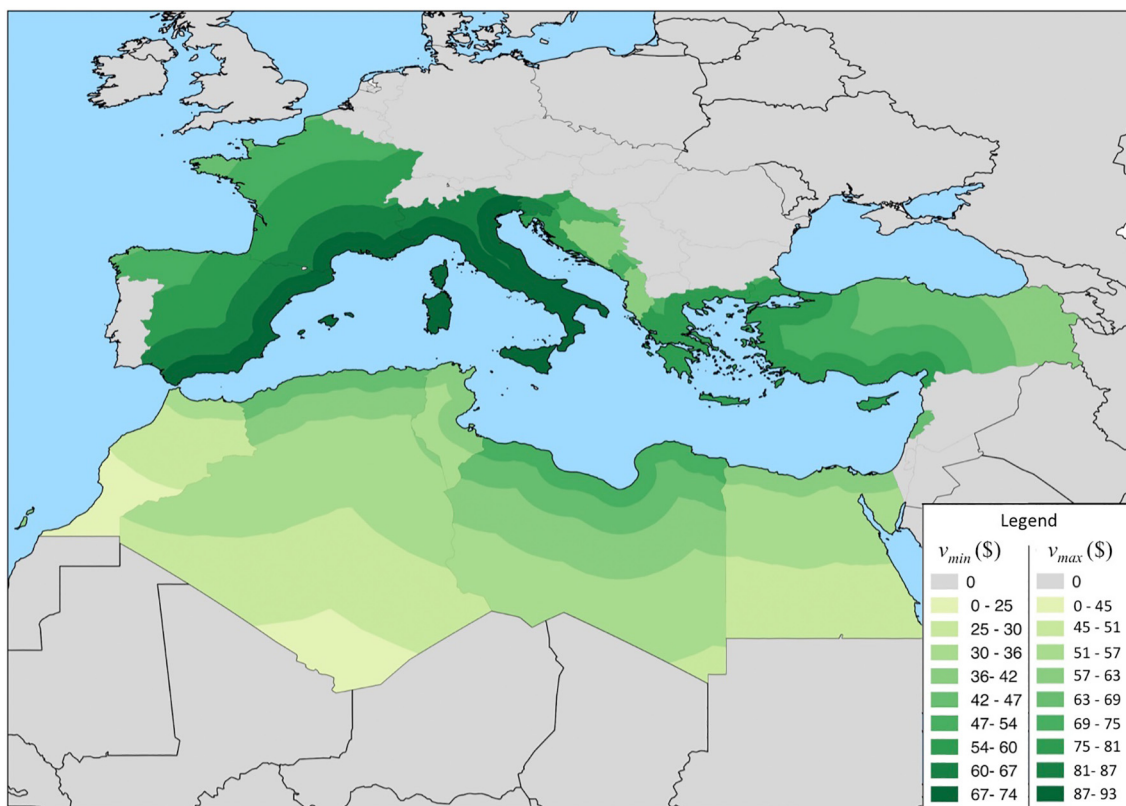 Legend
v_min ($) v_max ($)
0 0
0 - 25 0 - 45
25 - 30 45 - 51
30 - 36 51 - 57
36- 42 57 - 63
42 - 47 63 - 69
47 - 54 69 - 75
54- 60 75 - 81
60- 67 81 - 87
67- 74 87- 93